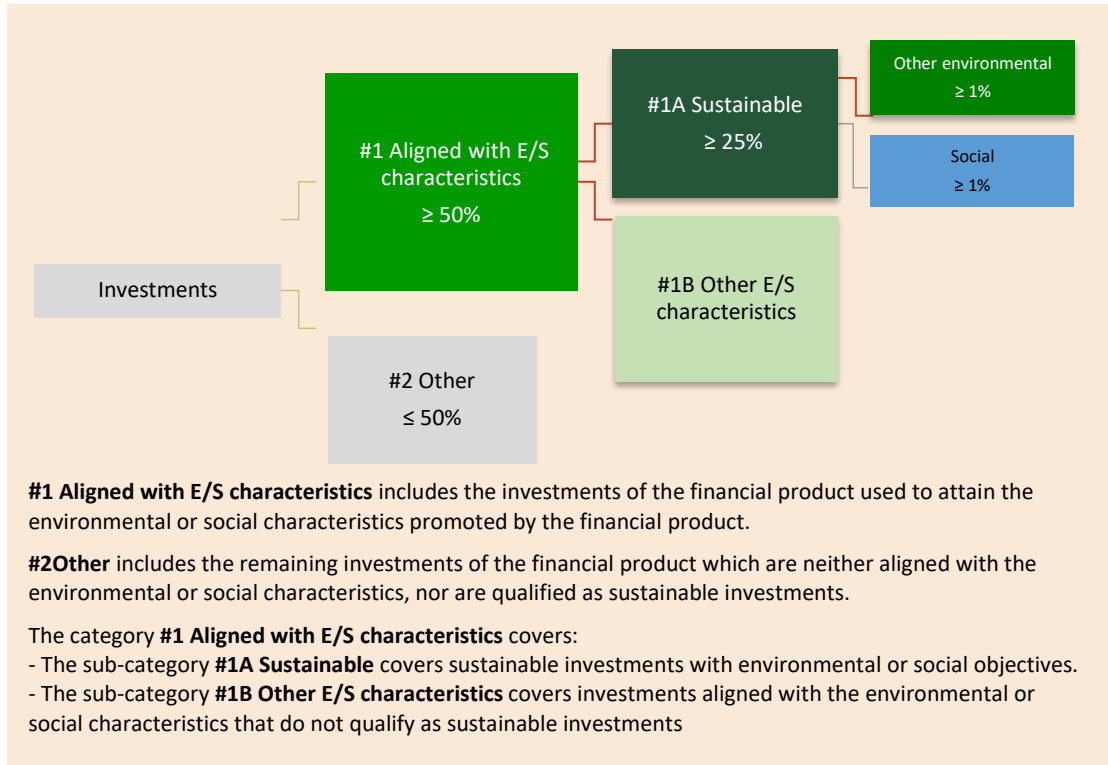 Other environmental
≥ 1%
#1A Sustainable
≥ 25%
#1 Aligned with E/S
characteristics
≥ 50%
Social
≥ 1%
Investments
#1B Other E/S
characteristics
#2 Other
≤ 50%
#1 Aligned with E/S characteristics includes the investments of the financial product used to attain the
environmental or social characteristics promoted by the financial product.
#2Other includes the remaining investments of the financial product which are neither aligned with the
environmental or social characteristics, nor are qualified as sustainable investments.
The category #1 Aligned with E/S characteristics covers:
- The sub-category #1A Sustainable covers sustainable investments with environmental or social objectives.
- The sub-category #1B Other E/S characteristics covers investments aligned with the environmental or
social characteristics that do not qualify as sustainable investments